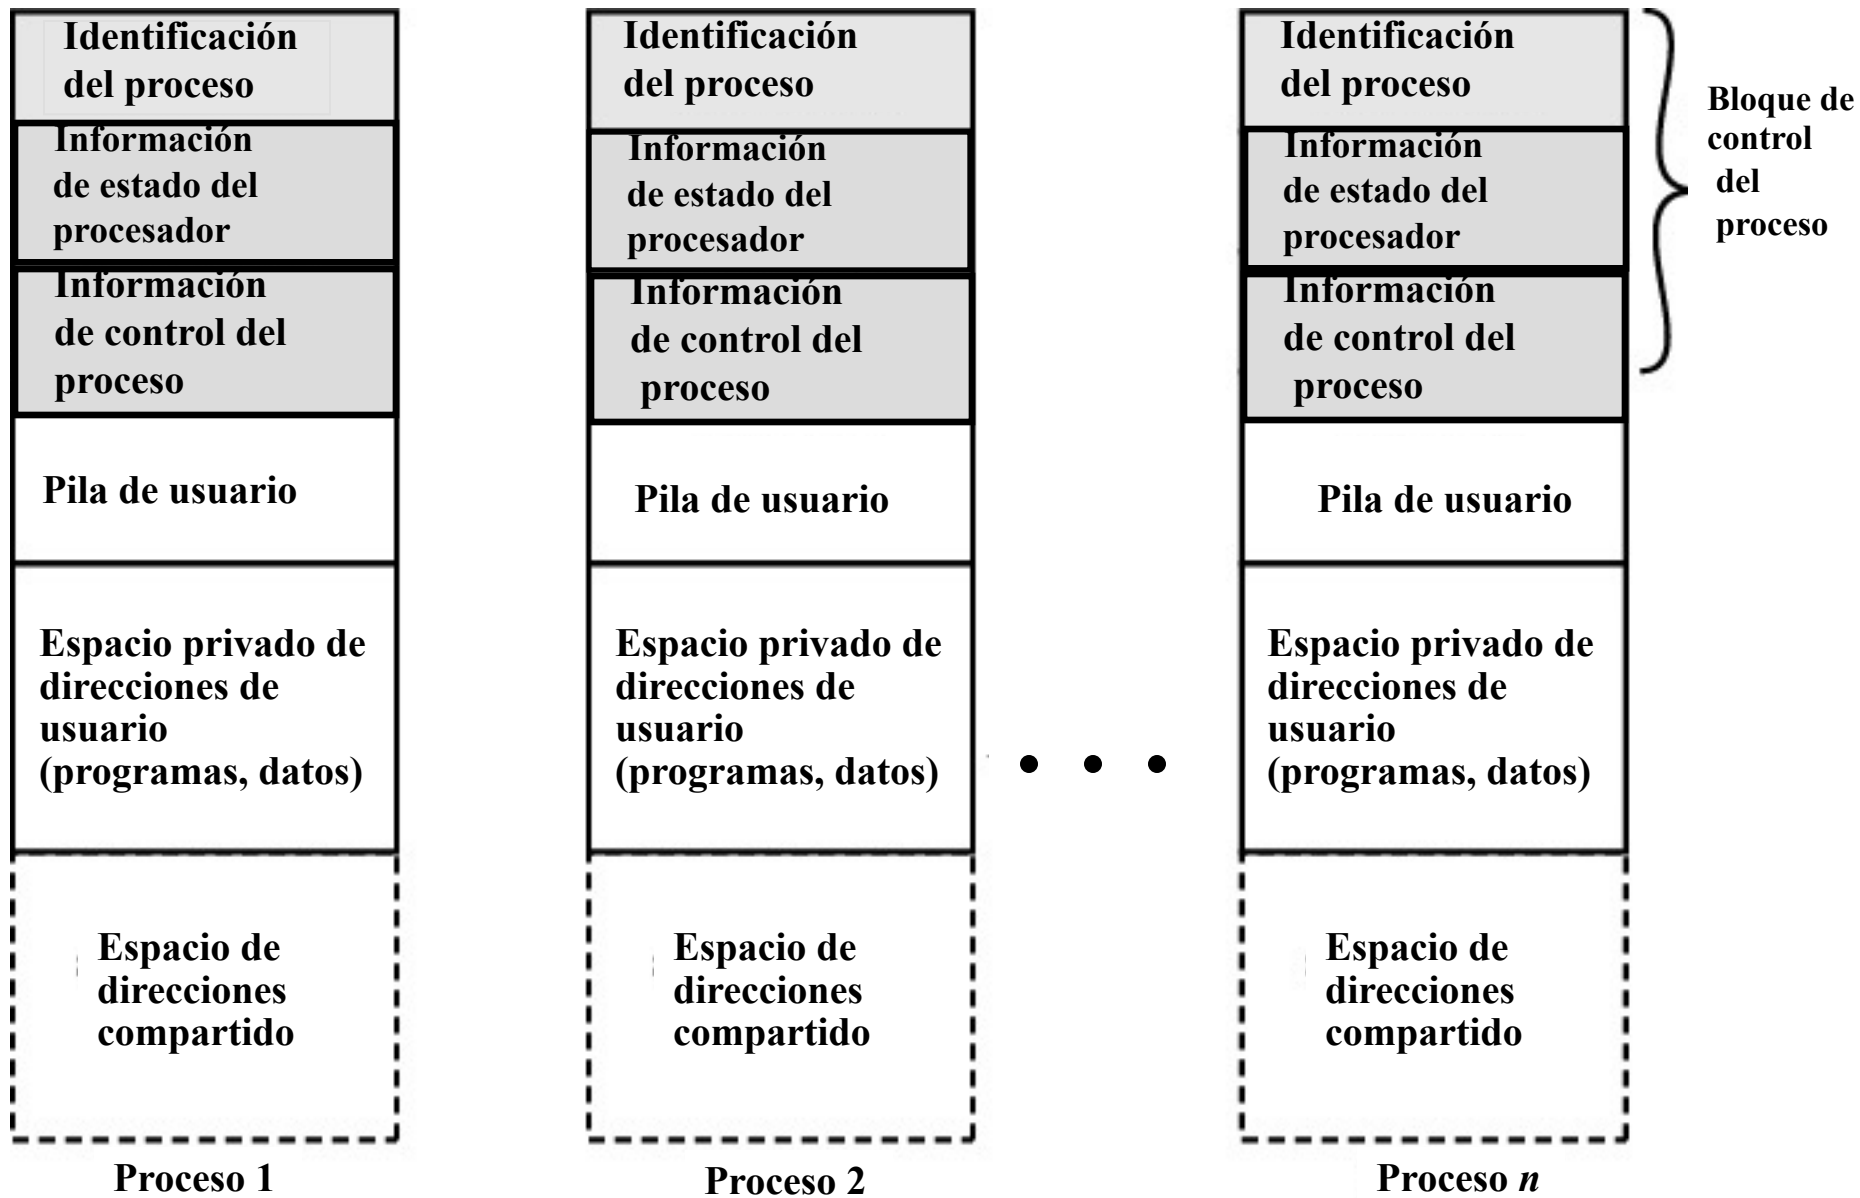 Identificación
del proceso
Información
de estado del
procesador
Información
de control del
proceso
Pila de usuario
Espacio privado de
direcciones de
usuario
(programas, datos)
Espacio de
direcciones
compartido
Proceso 1
Identificación
del proceso
Información
de estado del
procesador
Información
de control del
proceso
Pila de usuario
Espacio privado de
direcciones de
usuario
(programas, datos)
Espacio de
direcciones
compartido
Proceso 2
Identificación
del proceso
Información
de estado del
procesador
Información
de control del
proceso
Pila de usuario
Espacio privado de
direcciones de
usuario
(programas, datos)
Espacio de
direcciones
compartido
Proceso n
Bloque de
control
del
proceso